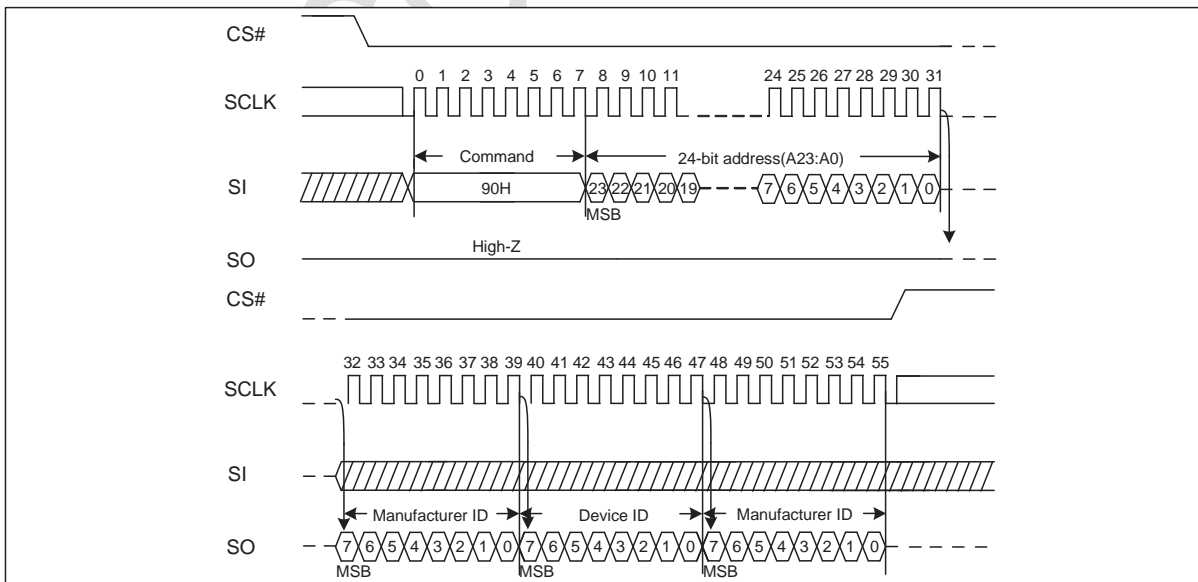 CS#
0 1 2 3 4 5 6 7 8 9 10 11 24 25 26 27 28 29 30 31
SCLK
Command 24-bit address(A23:A0)
SI 90H 23 22 21 20 19 7 6 5 4 3 2 1 0
MSB
High-Z
SO
CS#
32 33 34 35 36 37 38 39 40 41 42 43 44 45 46 47 48 49 50 51 52 53 54 55
SCLK
SI
Manufacturer ID Device ID Manufacturer ID
SO 7 6 5 4 3 2 1 0 7 6 5 4 3 2 1 0 7 6 5 4 3 2 1 0
MSB MSB MSB